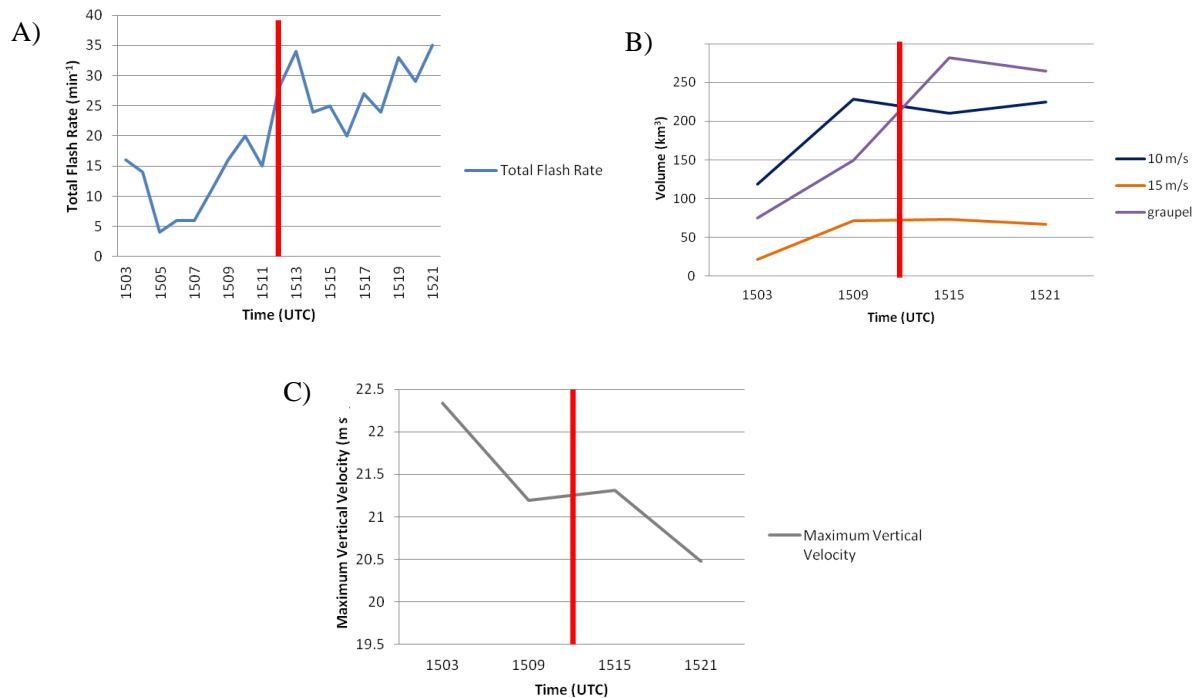 A)
Total Flash Rate (min⁻¹)
40
35
30
25
20
15
10
5
0
1503
1505
1507
1509
1511
1513
1515
1517
1519
1521
Time (UTC)
Total Flash Rate
B)
Volume (km³)
250
200
150
100
50
0
1503
1509
1515
1521
Time (UTC)
10 m/s
15 m/s
graupel
C)
Maximum Vertical Velocity (m s
22.5
22
21.5
21
20.5
20
19.5
1503
1509
1515
1521
Time (UTC)
Maximum Vertical
Velocity